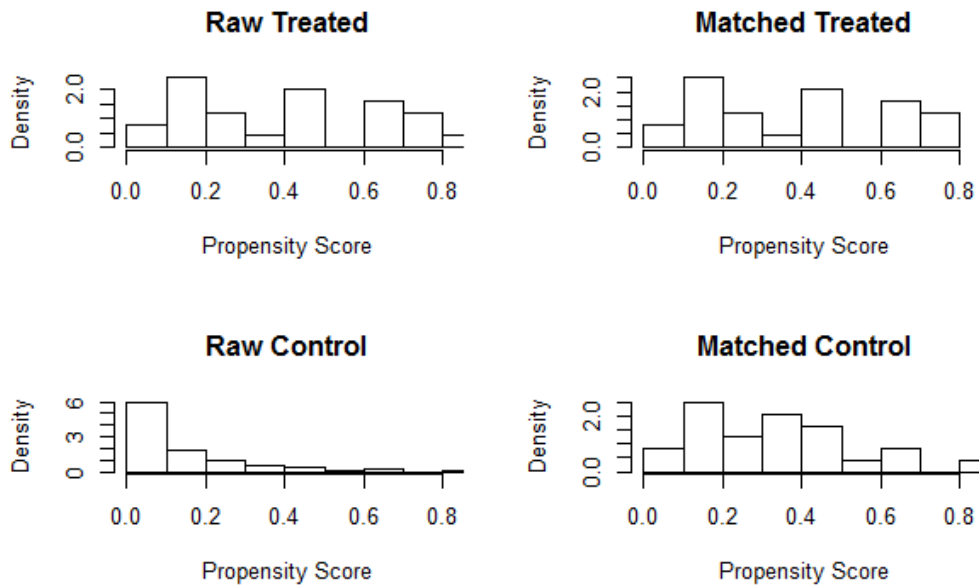 Raw Treated
Density
0.0 2.0
0.0 0.2 0.4 0.6 0.8
Propensity Score
Matched Treated
Density
0.0 2.0
0.0 0.2 0.4 0.6 0.8
Propensity Score
Raw Control
Density
0 3 6
0.0 0.2 0.4 0.6 0.8
Propensity Score
Matched Control
Density
0.0 2.0
0.0 0.2 0.4 0.6 0.8
Propensity Score